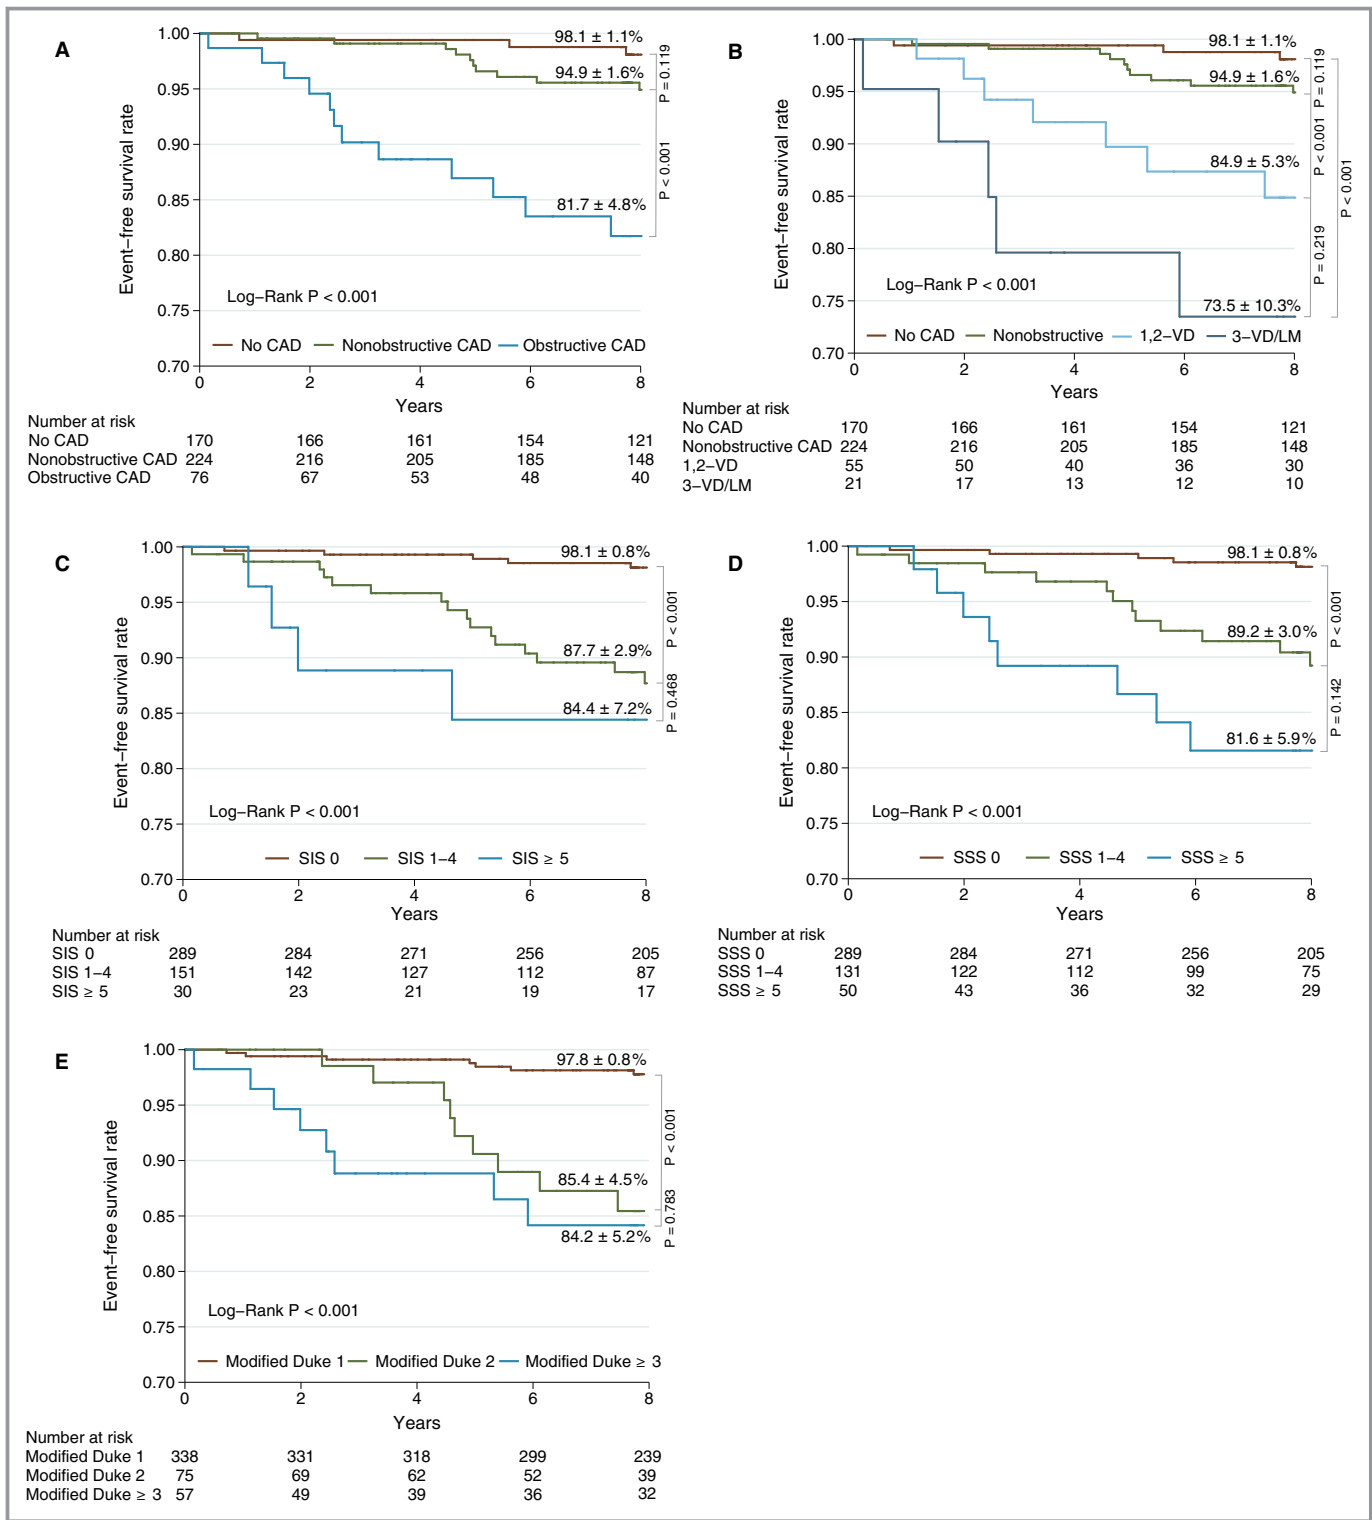 A
Event–free survival rate
1.00
0.95
0.90
0.85
0.80
0.75
0.70
98.1 ± 1.1%
94.9 ± 1.6%
81.7 ± 4.8%
P = 0.119
P < 0.001
Log–Rank P < 0.001
No CAD Nonobstructive CAD Obstructive CAD
0 2 4 6 8
Years
Number at risk
No CAD 170 166 161 154 121
Nonobstructive CAD 224 216 205 185 148
Obstructive CAD 76 67 53 48 40
B
Event–free survival rate
1.00
0.95
0.90
0.85
0.80
0.75
0.70
98.1 ± 1.1%
94.9 ± 1.6%
84.9 ± 5.3%
73.5 ± 10.3%
P = 0.119
P < 0.001
P = 0.219
P < 0.001
Log–Rank P < 0.001
No CAD Nonobstructive 1,2–VD 3–VD/LM
0 2 4 6 8
Years
Number at risk
No CAD 170 166 161 154 121
Nonobstructive CAD 224 216 205 185 148
1,2–VD 55 50 40 36 30
3–VD/LM 21 17 13 12 10
C
Event–free survival rate
1.00
0.95
0.90
0.85
0.80
0.75
0.70
98.1 ± 0.8%
87.7 ± 2.9%
84.4 ± 7.2%
P < 0.001
P = 0.468
Log–Rank P < 0.001
SIS 0 SIS 1–4 SIS ≥ 5
0 2 4 6 8
Years
Number at risk
SIS 0 289 284 271 256 205
SIS 1–4 151 142 127 112 87
SIS ≥ 5 30 23 21 19 17
D
Event–free survival rate
1.00
0.95
0.90
0.85
0.80
0.75
0.70
98.1 ± 0.8%
89.2 ± 3.0%
81.6 ± 5.9%
P < 0.001
P = 0.142
Log–Rank P < 0.001
SSS 0 SSS 1–4 SSS ≥ 5
0 2 4 6 8
Years
Number at risk
SSS 0 289 284 271 256 205
SSS 1–4 131 122 112 99 75
SSS ≥ 5 50 43 36 32 29
E
Event–free survival rate
1.00
0.95
0.90
0.85
0.80
0.75
0.70
97.8 ± 0.8%
85.4 ± 4.5%
84.2 ± 5.2%
P < 0.001
P = 0.783
Log–Rank P < 0.001
Modified Duke 1 Modified Duke 2 Modified Duke ≥ 3
0 2 4 6 8
Years
Number at risk
Modified Duke 1 338 331 318 299 239
Modified Duke 2 75 69 62 52 39
Modified Duke ≥ 3 57 49 39 36 32